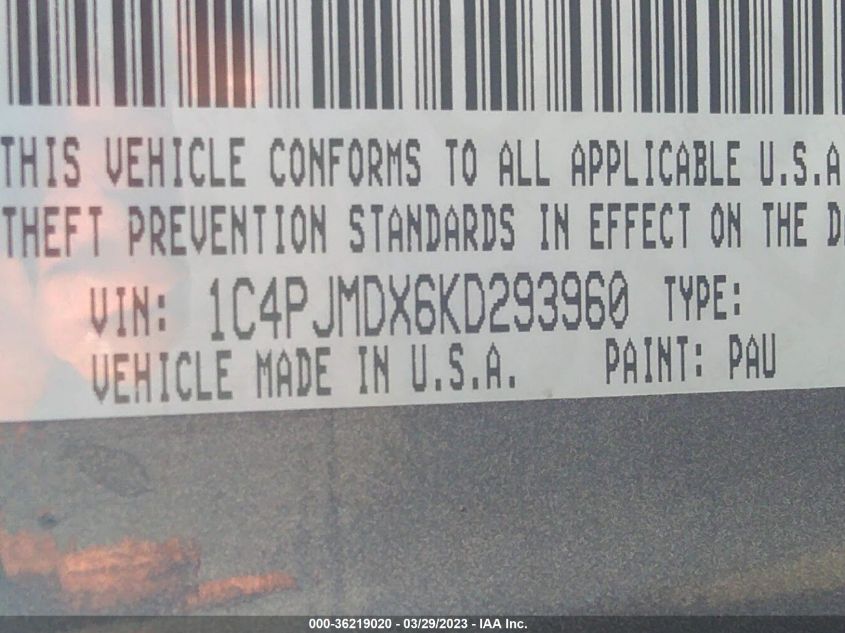 THIS VEHICLE CONFORMS TO ALL APPLICABLE U.S.A
THEFT PREVENTION STANDARDS IN EFFECT ON THE
VIN: 1C4PJMDX6KD293960 TYPE:
VEHICLE MADE IN U.S.A. PAINT: PAU
000-36219020 / 03/29/2023 - IAA Inc.